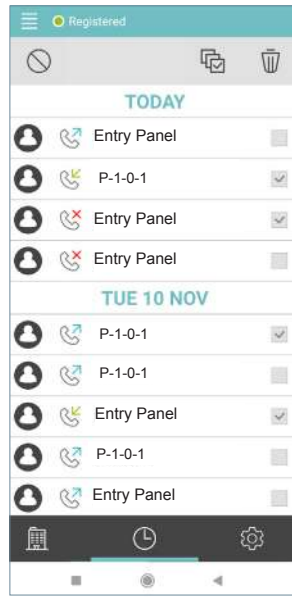 Registered
TODAY
Entry Panel
P-1-0-1
Entry Panel
Entry Panel
TUE 10 NOV
P-1-0-1
P-1-0-1
Entry Panel
P-1-0-1
Entry Panel